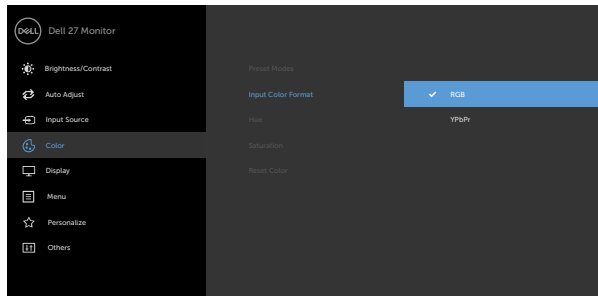 DELL Dell 27 Monitor
Brightness/Contrast
Auto Adjust
Input Source
Color
Display
Menu
Personalize
Others
Preset Modes
Input Color Format
Hue
Saturation
Reset Color
RGB
YPbPr